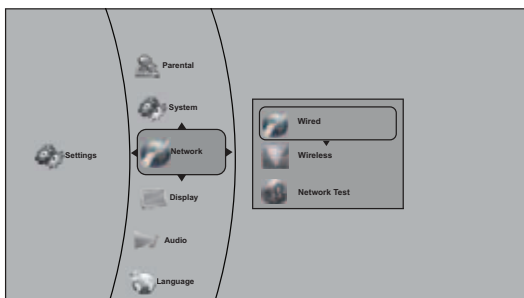 Parental
System
Settings
Network
Display
Audio
Language
Wired
Wireless
Network Test